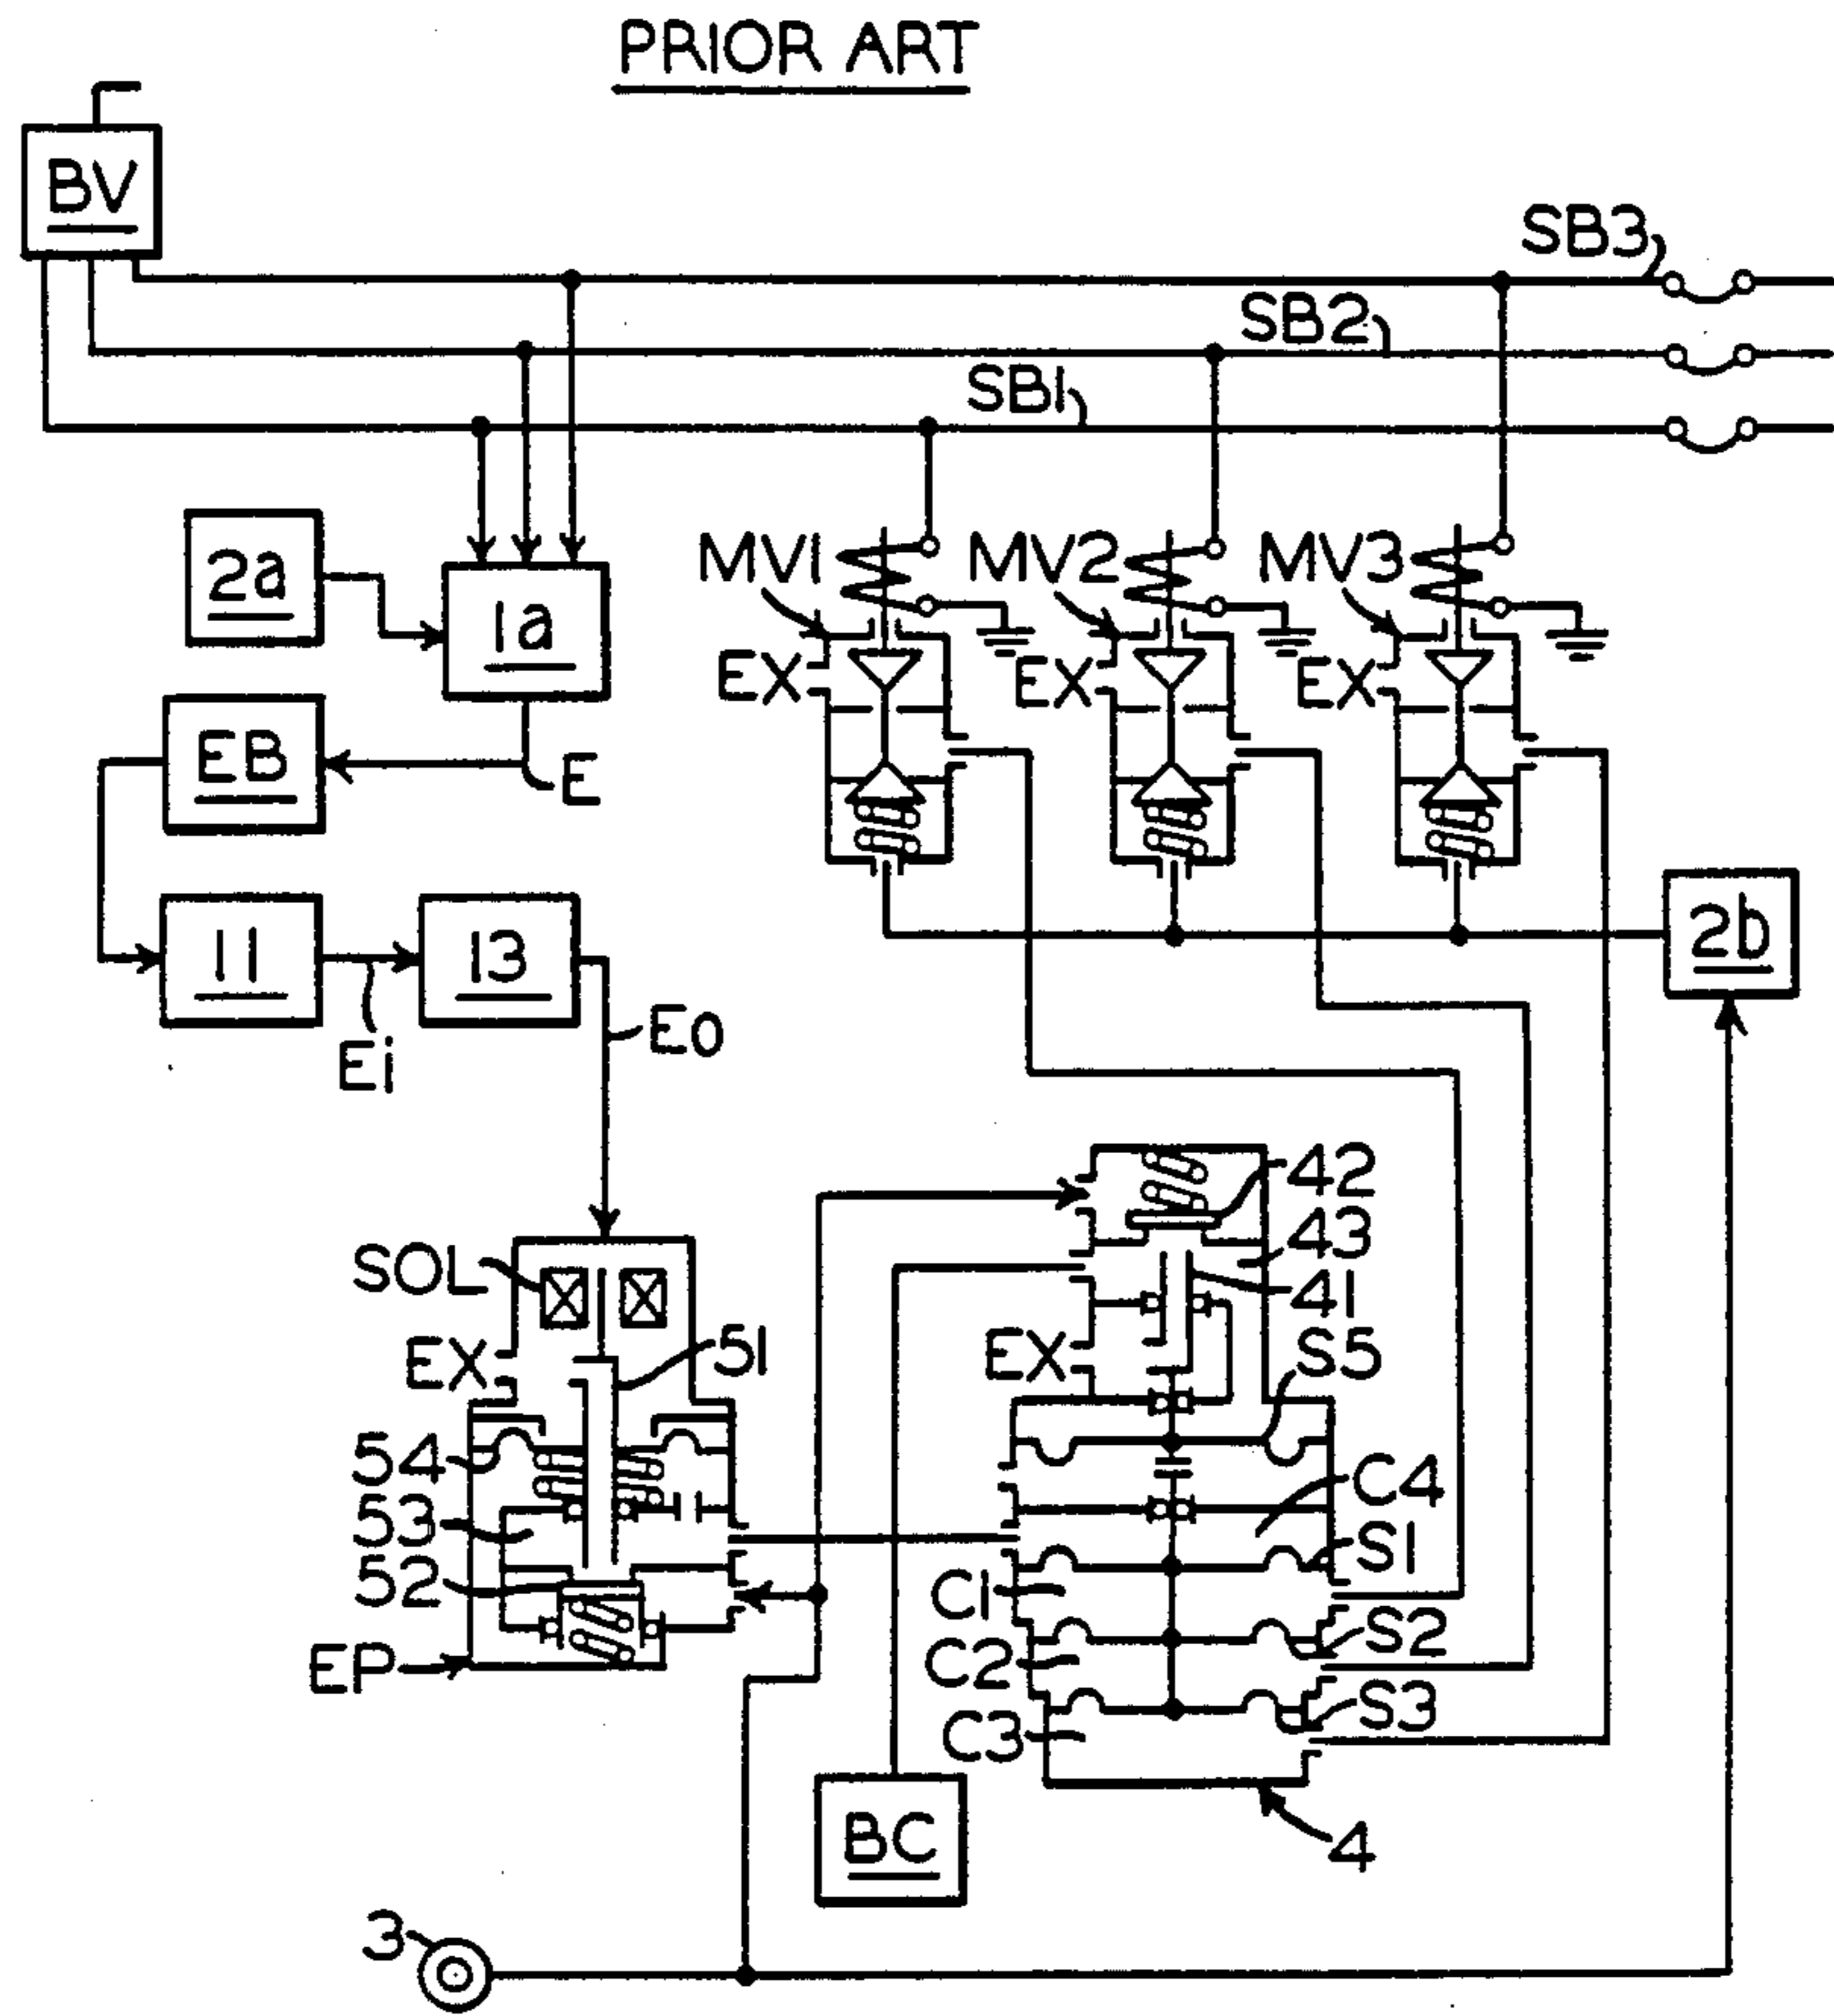 PRIOR ART
BV
SB3
SB2
SB1
2a
1a
MV1
MV2
MV3
EX
EX
EX
EB
E
11
13
2b
Ei
Eo
42
43
41
SOL
EX
51
EX
S5
54
53
52
C4
S1
C1
S2
EP
C2
S3
C3
BC
4
3